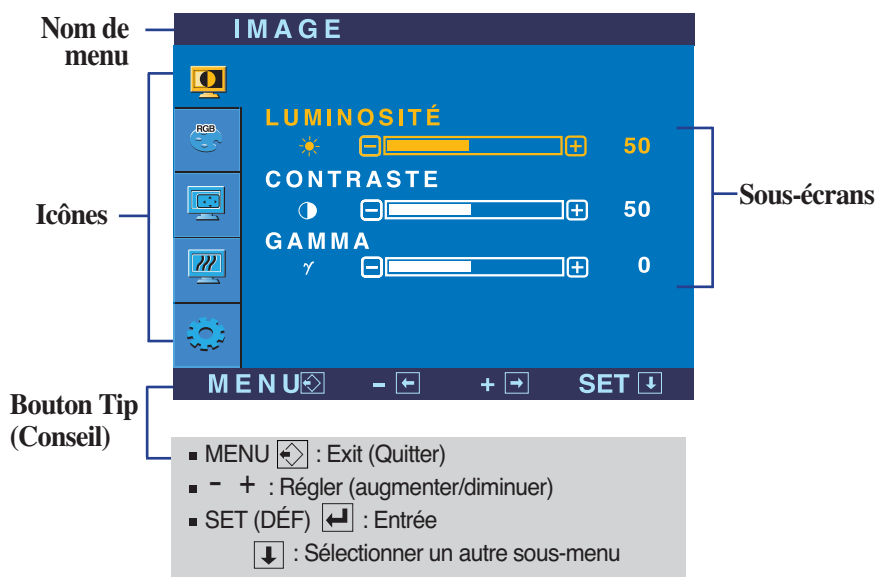 Nom de
menu
IMAGE
RGB
LUMINOSITÉ
50
CONTRASTE
50
GAMMA
γ
0
Icônes
Sous-écrans
MENU - + SET
Bouton Tip
(Conseil)
MENU : Exit (Quitter)
- + : Régler (augmenter/diminuer)
SET (DÉF) : Entrée
: Sélectionner un autre sous-menu